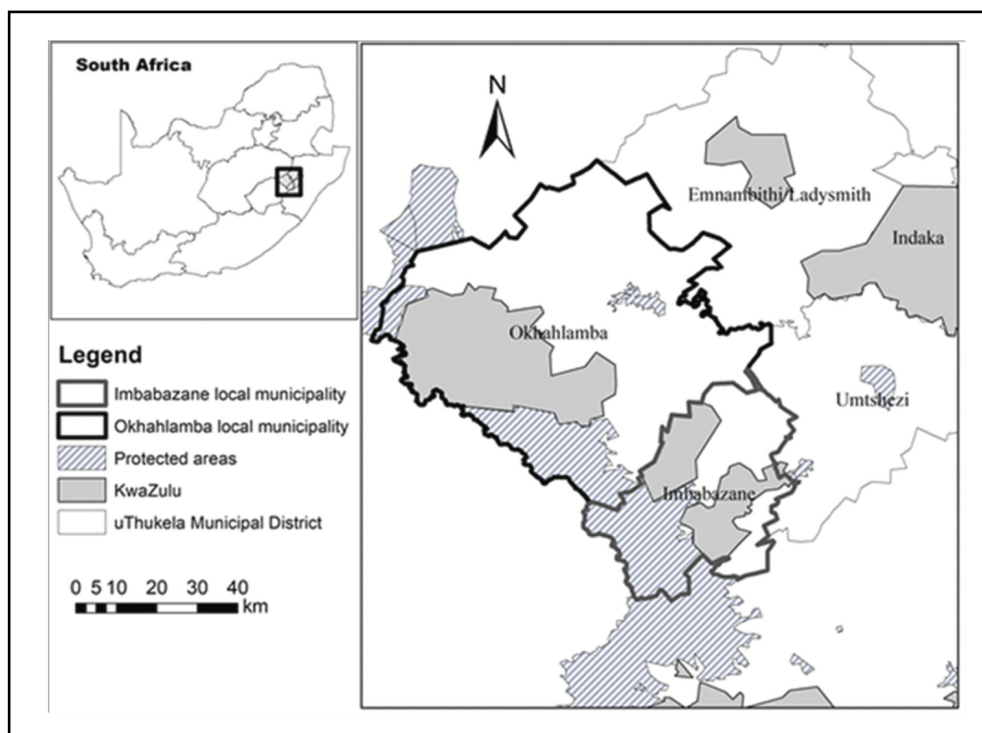 South Africa
N
Emnambithi/Ladysmith
Indaka
Okhahlamba
Umtshezi
Imbabazane
Legend
Imbabazane local municipality
Okhahlamba local municipality
Protected areas
KwaZulu
uThukela Municipal District
0 5 10 20 30 40
km